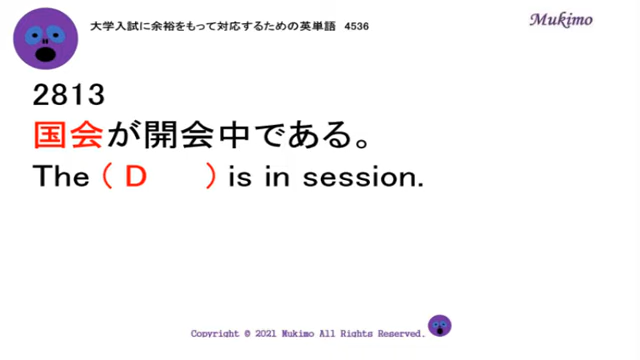 大学入試に余裕をもって対応するための英単語 4536
Mukimo
2813
国会が開会中である。
The ( D ) is in session.
Copyright © 2021 Mukimo All Rights Reserved.